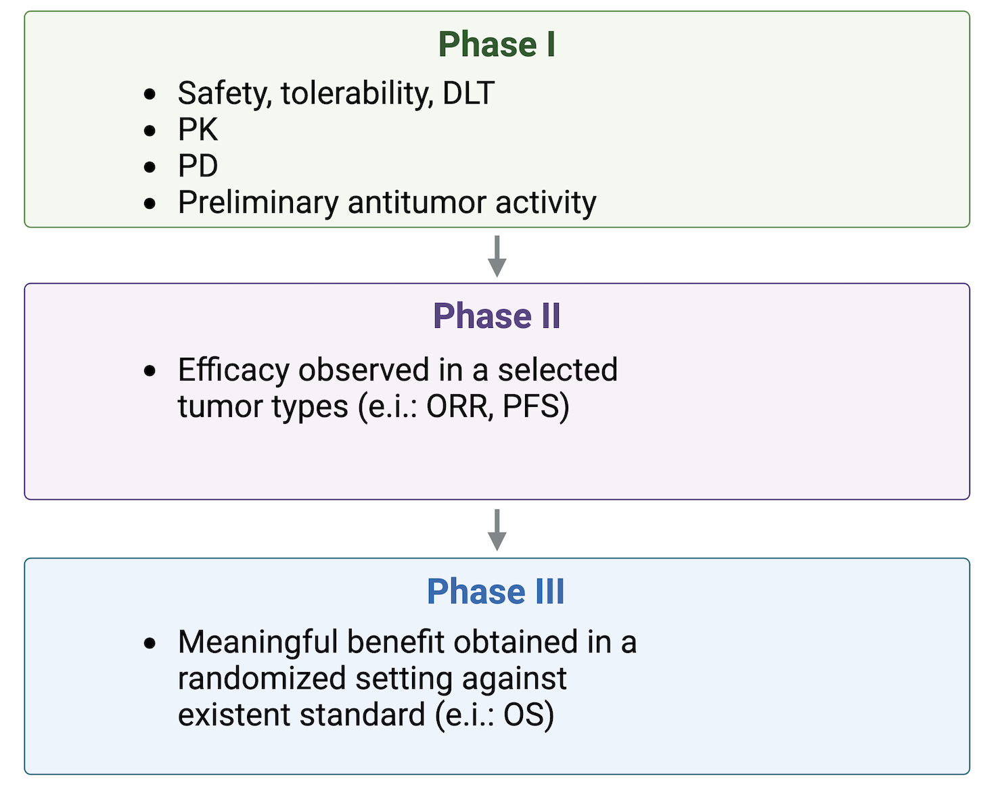 Phase I
• Safety, tolerability, DLT
• PK
• PD
• Preliminary antitumor activity
Phase II
• Efficacy observed in a selected
tumor types (e.i.: ORR, PFS)
Phase III
• Meaningful benefit obtained in a
randomized setting against
existent standard (e.i.: OS)